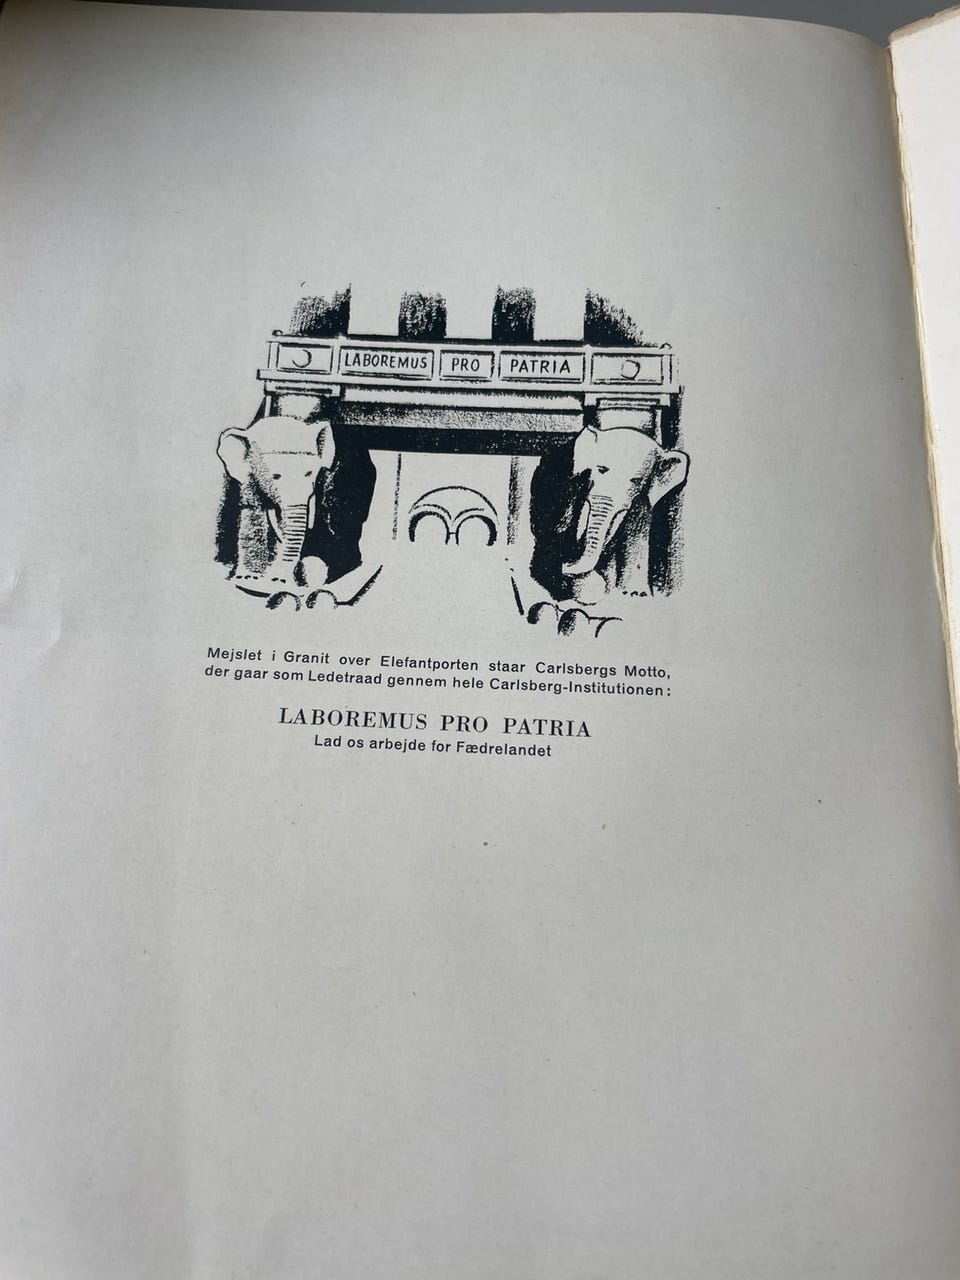 LABOREMUS PRO PATRIA
Mejslet i Granit over Elefantporten staar Carlsbergs Motto,
der gaar som Ledetraad gennem hele Carlsberg-Institutionen:
LABOREMUS PRO PATRIA
Lad os arbejde for Fædrelandet